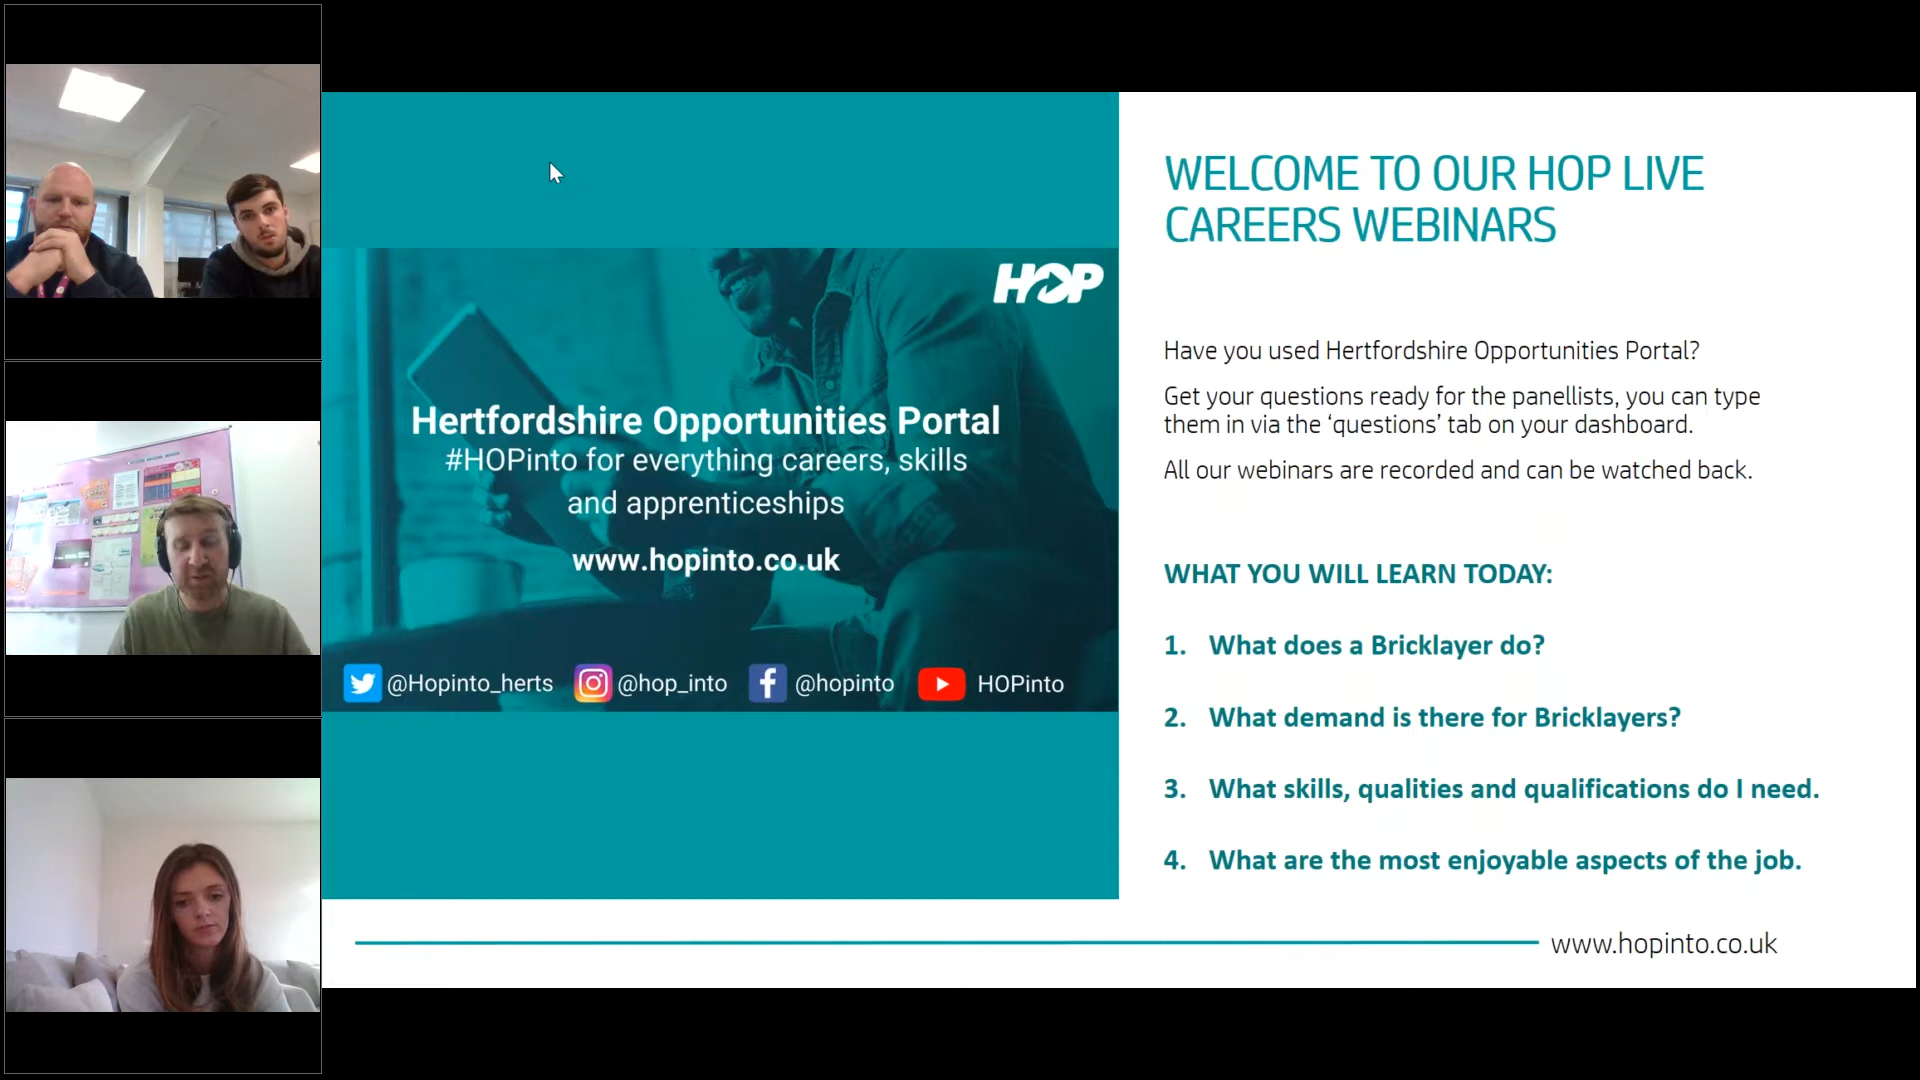 HOP
Hertfordshire Opportunities Portal
#HOPinto for everything careers, skills
and apprenticeships
www.hopinto.co.uk
@Hopinto_herts
@hop_into
@hopinto
HOPinto
WELCOME TO OUR HOP LIVE
CAREERS WEBINARS
Have you used Hertfordshire Opportunities Portal?
Get your questions ready for the panellists, you can type
them in via the ‘questions’ tab on your dashboard.
All our webinars are recorded and can be watched back.
WHAT YOU WILL LEARN TODAY:
1. What does a Bricklayer do?
2. What demand is there for Bricklayers?
3. What skills, qualities and qualifications do I need.
4. What are the most enjoyable aspects of the job.
www.hopinto.co.uk